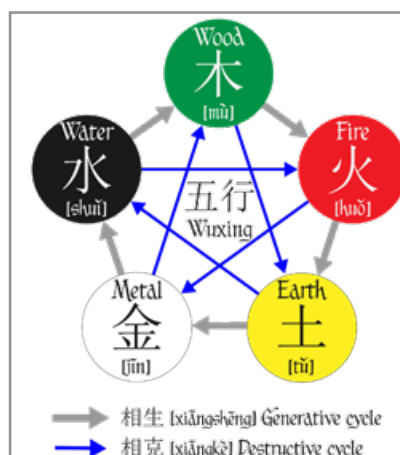 Wood
木
[mù]
Water
水
[shuǐ]
Fire
火
[huǒ]
五行
Wuxing
Metal
金
[jīn]
Earth
土
[tǔ]
相生 [xiāngshēng] Generative cycle
相克 [xiāngkè] Destructive cycle